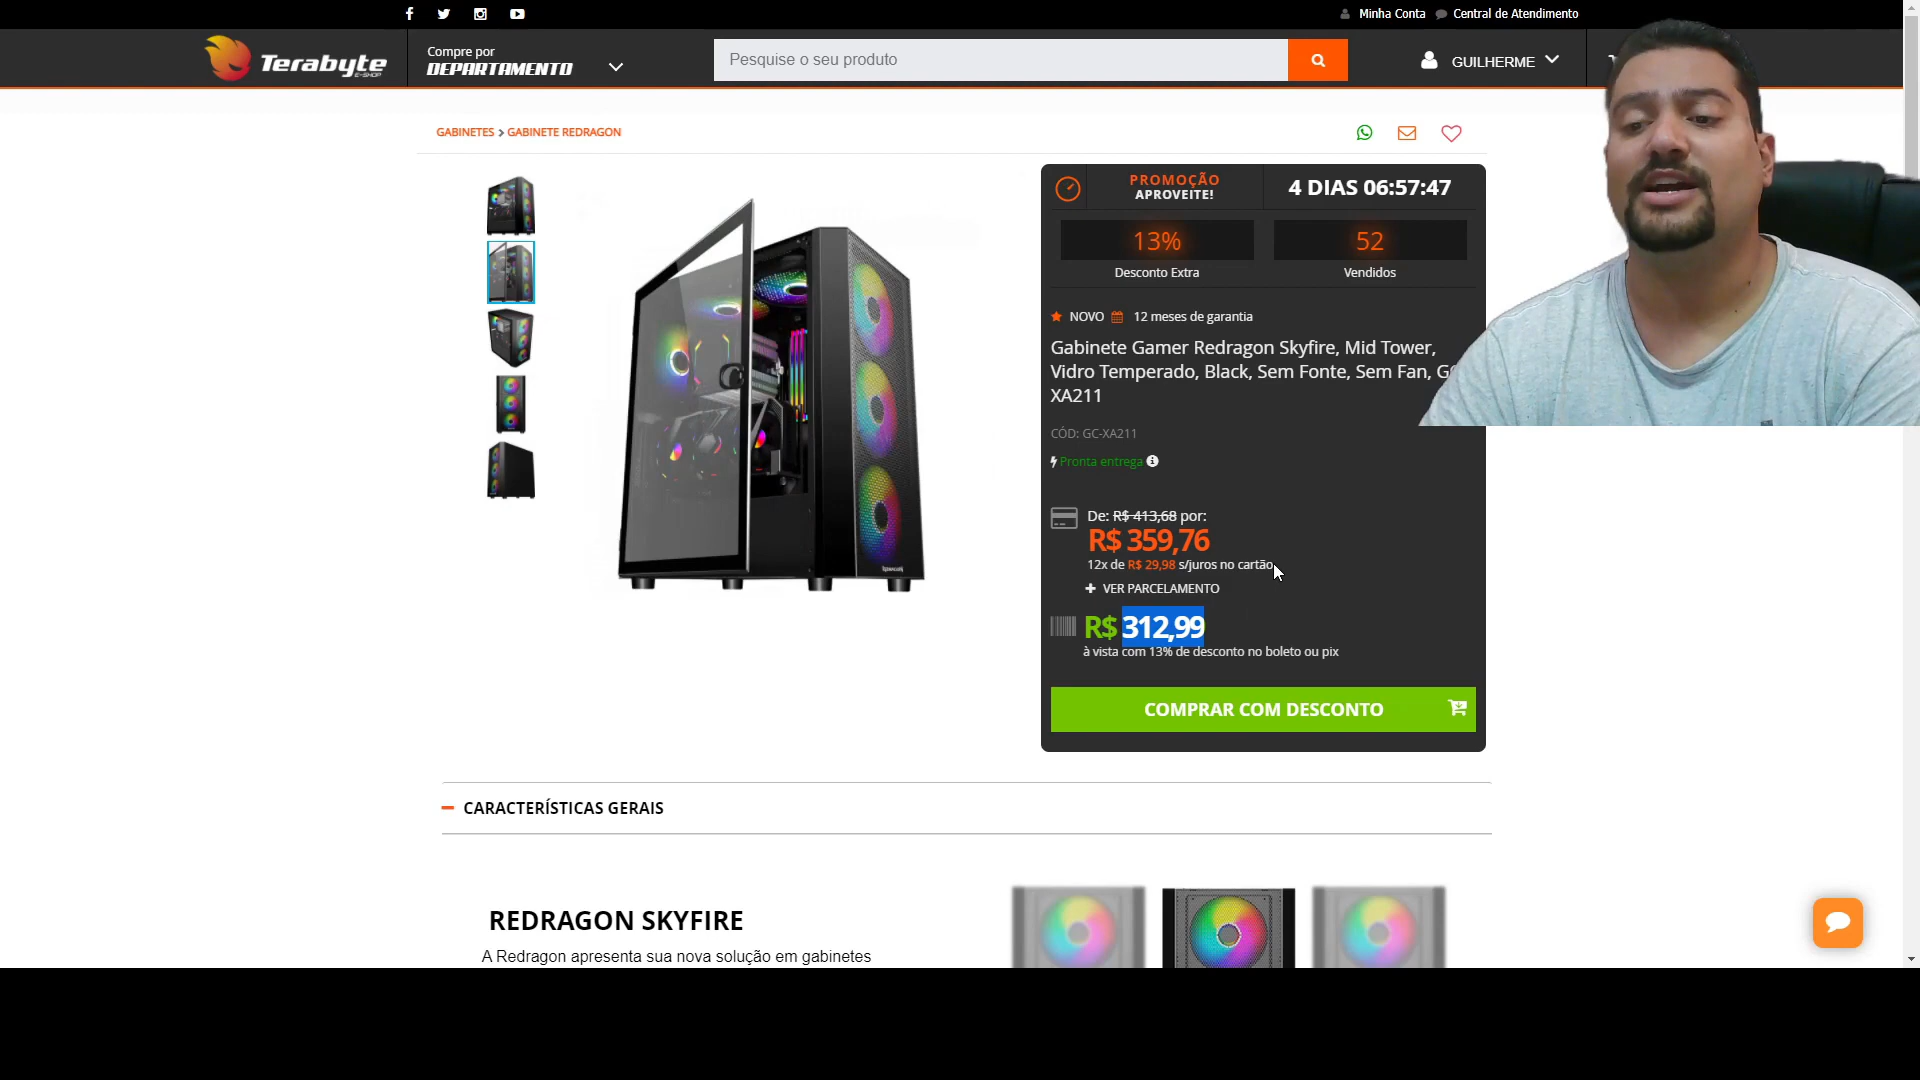 Minha Conta
Central de Atendimento
Terabyte
E-SHOP
Compre por
DEPARTAMENTO
Pesquise o seu produto
GUILHERME
GABINETES > GABINETE REDRAGON
PROMOÇÃO
APROVEITE!
4 DIAS 06:57:47
13%
52
Desconto Extra
Vendidos
NOVO
12 meses de garantia
Gabinete Gamer Redragon Skyfire, Mid Tower,
Vidro Temperado, Black, Sem Fonte, Sem Fan,
XA211
CÓD: GC-XA211
Pronta entrega
De: R$ 413,68 por:
R$ 359,76
12x de R$ 29,98 s/juros no cartão
+ VER PARCELAMENTO
R$ 312,99
à vista com 13% de desconto no boleto ou pix
COMPRAR COM DESCONTO
CARACTERÍSTICAS GERAIS
REDRAGON SKYFIRE
A Redragon apresenta sua nova solução em gabinetes